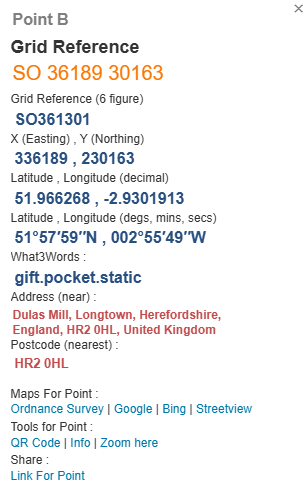 ×
Point B
Grid Reference
SO 36189 30163
Grid Reference (6 figure)
SO361301
X (Easting) , Y (Northing)
336189 , 230163
Latitude , Longitude (decimal)
51.966268 , -2.9301913
Latitude , Longitude (degs, mins, secs)
51°57′59″N , 002°55′49″W
What3Words :
gift.pocket.static
Address (near) :
Dulas Mill, Longtown, Herefordshire,
England, HR2 0HL, United Kingdom
Postcode (nearest) :
HR2 0HL
Maps For Point :
Ordnance Survey | Google | Bing | Streetview
Tools for Point :
QR Code | Info | Zoom here
Share :
Link For Point